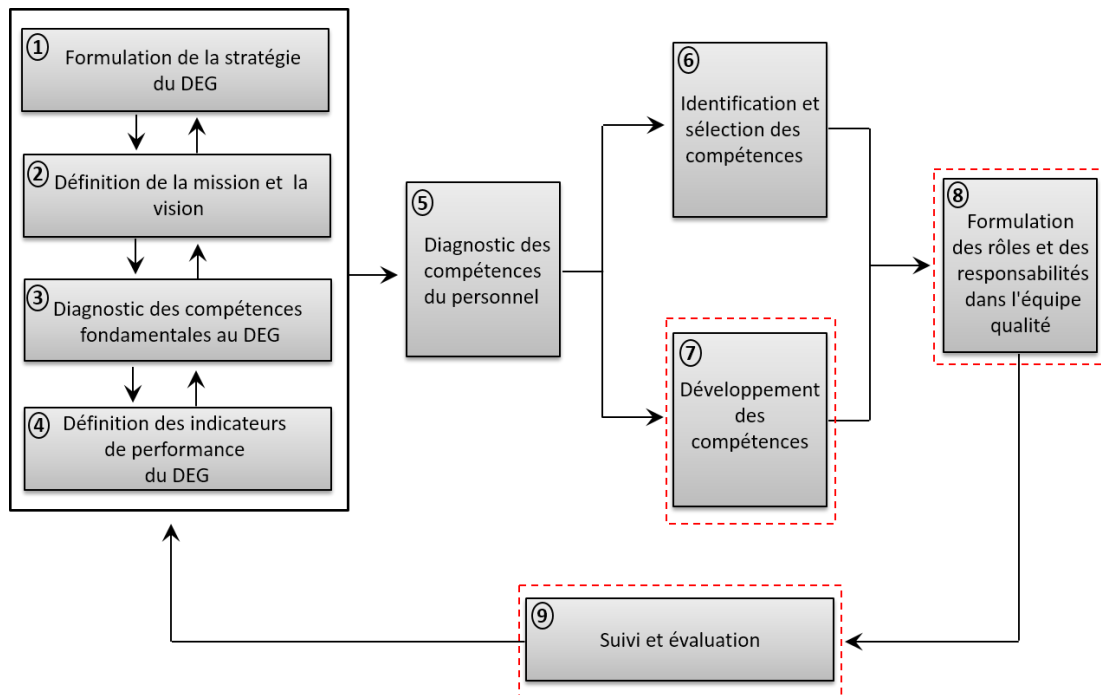 ①
Formulation de la stratégie
du DEG
②
Définition de la mission et la
vision
③
Diagnostic des compétences
fondamentales au DEG
④
Définition des indicateurs
de performance
du DEG
⑤
Diagnostic des
compétences
du personnel
⑥
Identification et
sélection des
compétences
⑦
Développement
des
compétences
⑧
Formulation
des rôles et des
responsabilités
dans l'équipe
qualité
⑨
Suivi et évaluation